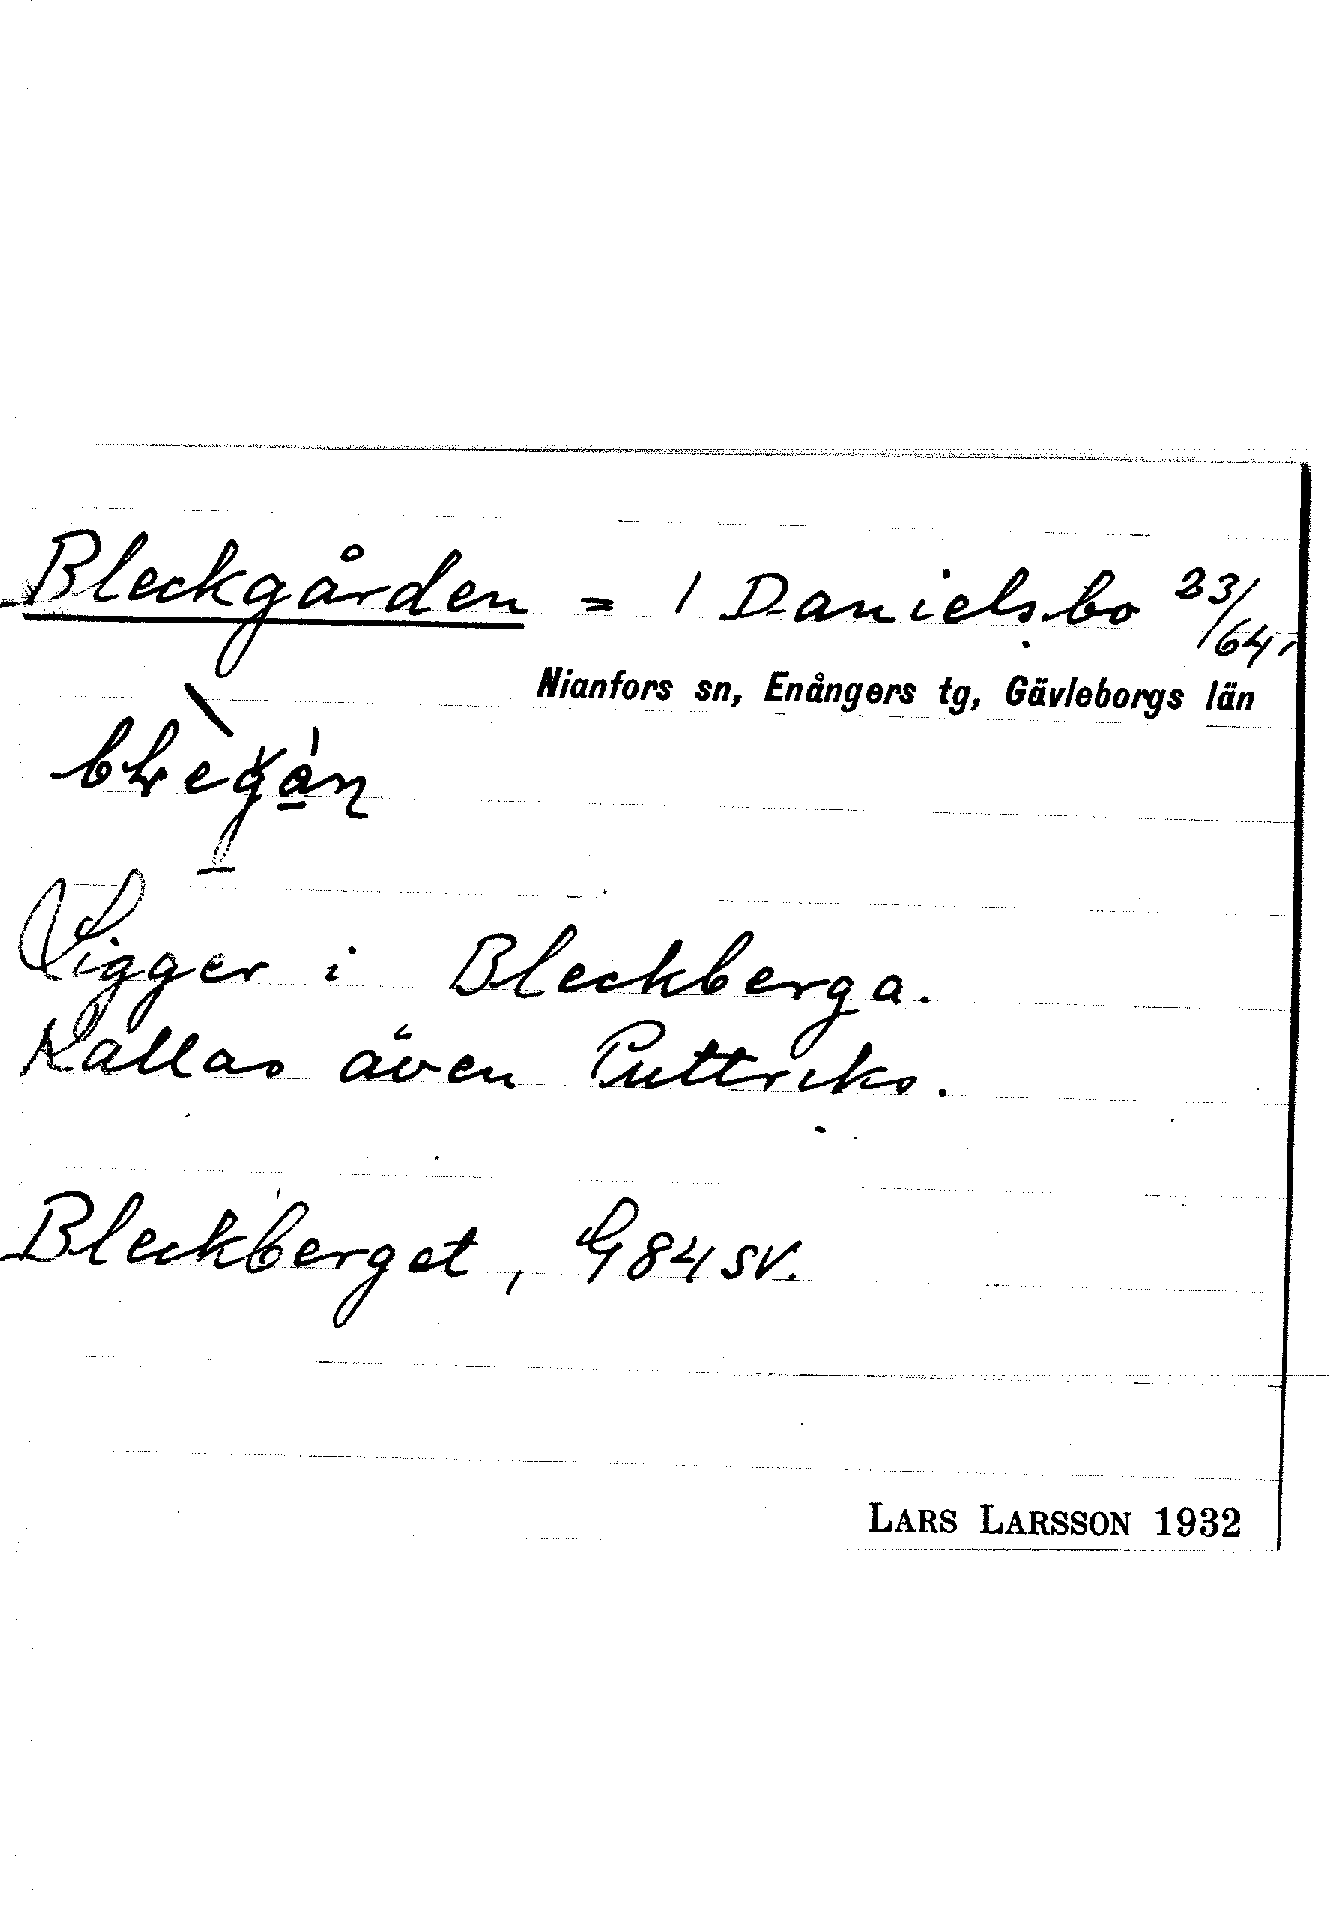 Bleckgården = 1 Danielsbo 23/64.
Nianfors sn, Enångers tg, Gävleborgs län
Ligger i Bleckberga.
Kallas även Puttriks.
Bleckberget, G84SV.
LARS LARSSON 1932